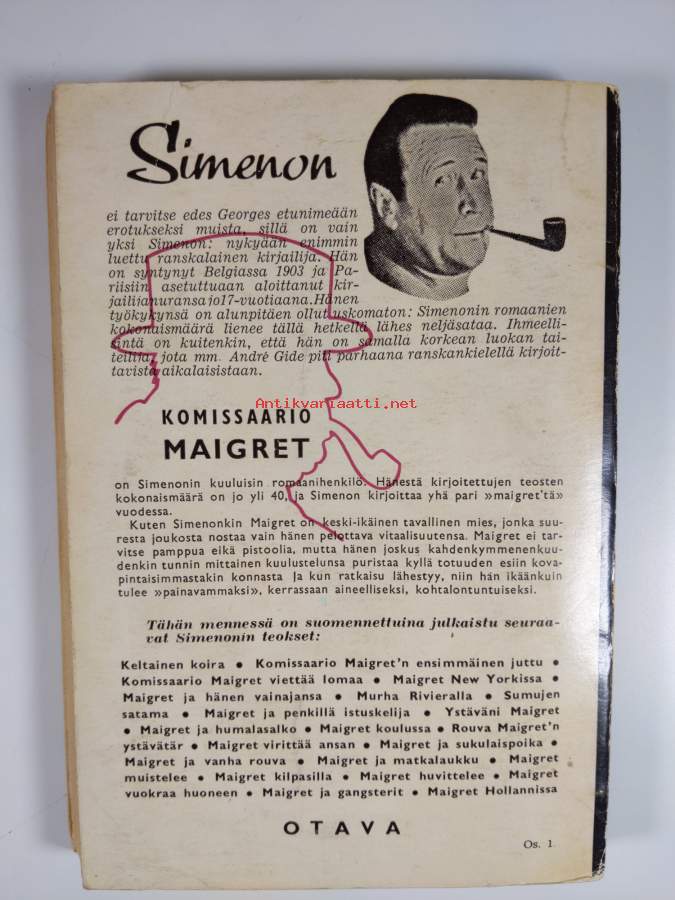 Simenon
ei tarvitse edes Georges etunimeään
erotukseksi muista, sillä on vain
yksi Simenon: nykyään enimmin
luettu ranskalainen kirjailija. Hän
on syntynyt Belgiassa 1903 ja Pa-
riisiin asetuttuaan aloittanut kir-
jailijanuransa jo 17-vuotiaana. Hänen
työkykynsä on alunpitäen ollut uskomaton: Simenonin romaanien
kokonaismäärä lienee tällä hetkellä lähes neljäsataa. Ihmeelli-
sintä on kuitenkin, että hän on samalla korkean luokan tai-
teilija, jota mm. André Gide piti parhaana ranskankielellä kirjoit-
tavista aikalaisistaan.
Antikvariaatti.net
KOMISSAARIO
MAIGRET
on Simenonin kuuluisin romaanihenkilö. Hänestä kirjoitettujen teosten
kokonaismäärä on jo yli 40, ja Simenon kirjoittaa yhä pari »maigret'tä»
vuodessa.
Kuten Simenonkin Maigret on keski-ikäinen tavallinen mies, jonka suu-
resta joukosta nostaa vain hänen pelottava vitaalisuutensa. Maigret ei tar-
vitse pamppua eikä pistoolia, mutta hänen joskus kahdenkymmenenkuu-
denkin tunnin mittainen kuulustelunsa puristaa kyllä totuuden esiin kova-
pintaisimmastakin konnasta Ja kun ratkaisu lähestyy, niin hän ikäänkuin
tulee »painavammaksi», kerrassaan aineelliseksi, kohtalontuntuiseksi.
Tähän mennessä on suomennettuina julkaistu seuraa-
vat Simenonin teokset:
Keltainen koira • Komissaario Maigret'n ensimmäinen juttu •
Komissaario Maigret viettää lomaa • Maigret New Yorkissa •
Maigret ja hänen vainajansa • Murha Rivieralla • Sumujen
satama • Maigret ja penkillä istuskelija • Ystäväni Maigret
• Maigret ja humalasalko • Maigret koulussa • Rouva Maigret'n
ystävätär • Maigret virittää ansan • Maigret ja sukulaispoika •
Maigret ja vanha rouva • Maigret ja matkalaukku • Maigret
muistelee • Maigret kilpasilla • Maigret huvittelee • Maigret
vuokraa huoneen • Maigret ja gangsterit • Maigret Hollannissa
OTAVA
Os. 1